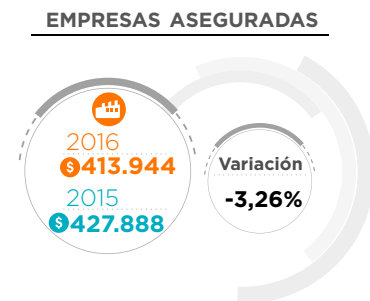 EMPRESAS ASEGURADAS
2016
$ 413.944
2015
$ 427.888
Variación
-3,26%